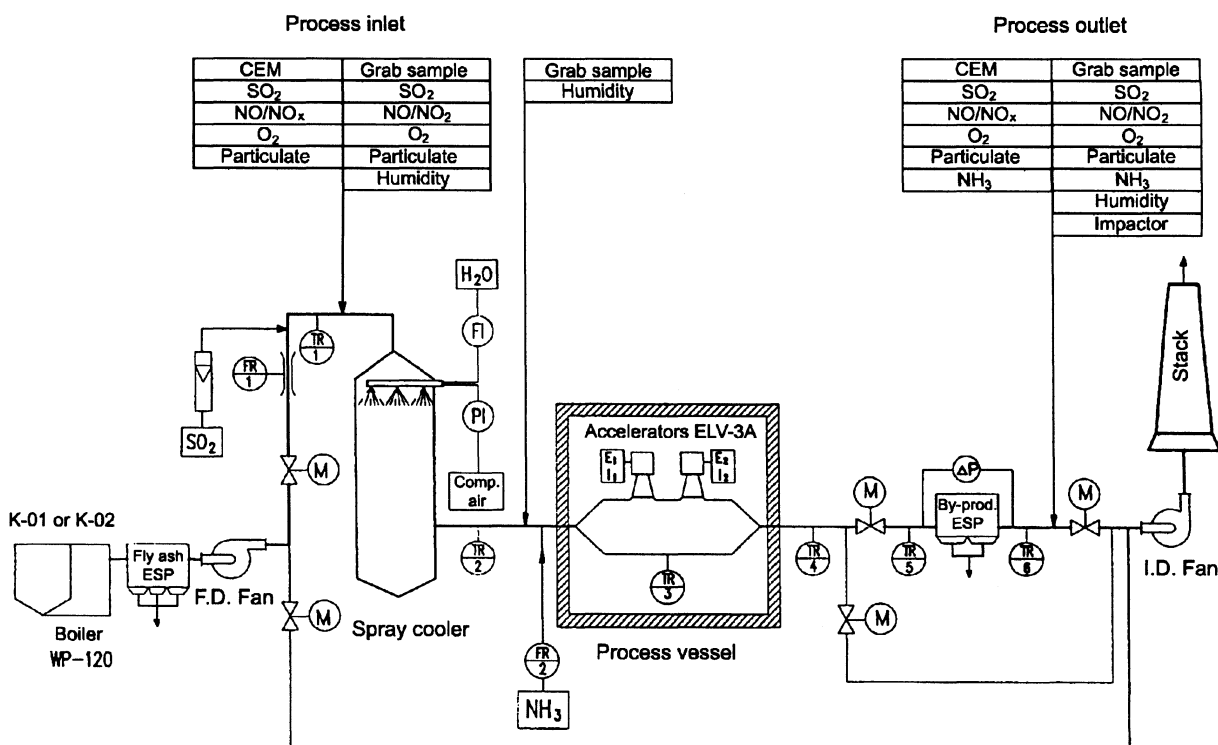 Process inlet
Process outlet
CEM Grab sample
SO₂ SO₂
NO/NOₓ NO/NO₂
O₂ O₂
Particulate Particulate
Humidity
Grab sample
Humidity
CEM Grab sample
SO₂ SO₂
NO/NOₓ NO/NO₂
O₂ O₂
Particulate Particulate
NH₃ NH₃
Humidity
Impactor
H₂O
FI
TR
1
FR
1
PI
SO₂
M
Comp.
air
Accelerators ELV-3A
E₁
I₁
E₂
I₂
Stack
ΔP
M
M
By-prod.
ESP
K-01 or K-02
Fly ash
ESP
F.D. Fan
TR
2
TR
3
TR
4
TR
5
TR
6
I.D. Fan
M
M
Boiler
WP-120
Spray cooler
Process vessel
FR
2
NH₃